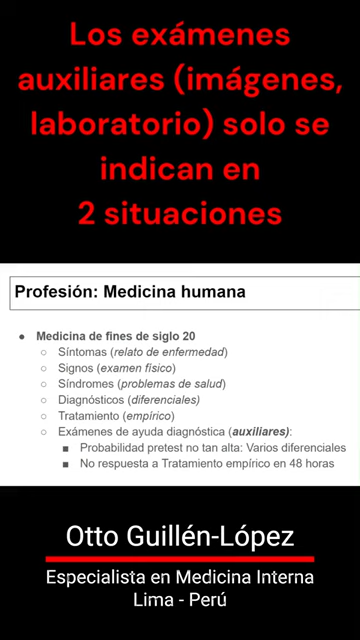 Los exámenes
auxiliares (imágenes,
laboratorio) solo se
indican en
2 situaciones
Profesión: Medicina humana
● Medicina de fines de siglo 20
○ Síntomas (relato de enfermedad)
○ Signos (examen físico)
○ Síndromes (problemas de salud)
○ Diagnósticos (diferenciales)
○ Tratamiento (empírico)
○ Exámenes de ayuda diagnóstica (auxiliares):
■ Probabilidad pretest no tan alta: Varios diferenciales
■ No respuesta a Tratamiento empírico en 48 horas
Otto Guillén-López
Especialista en Medicina Interna
Lima - Perú